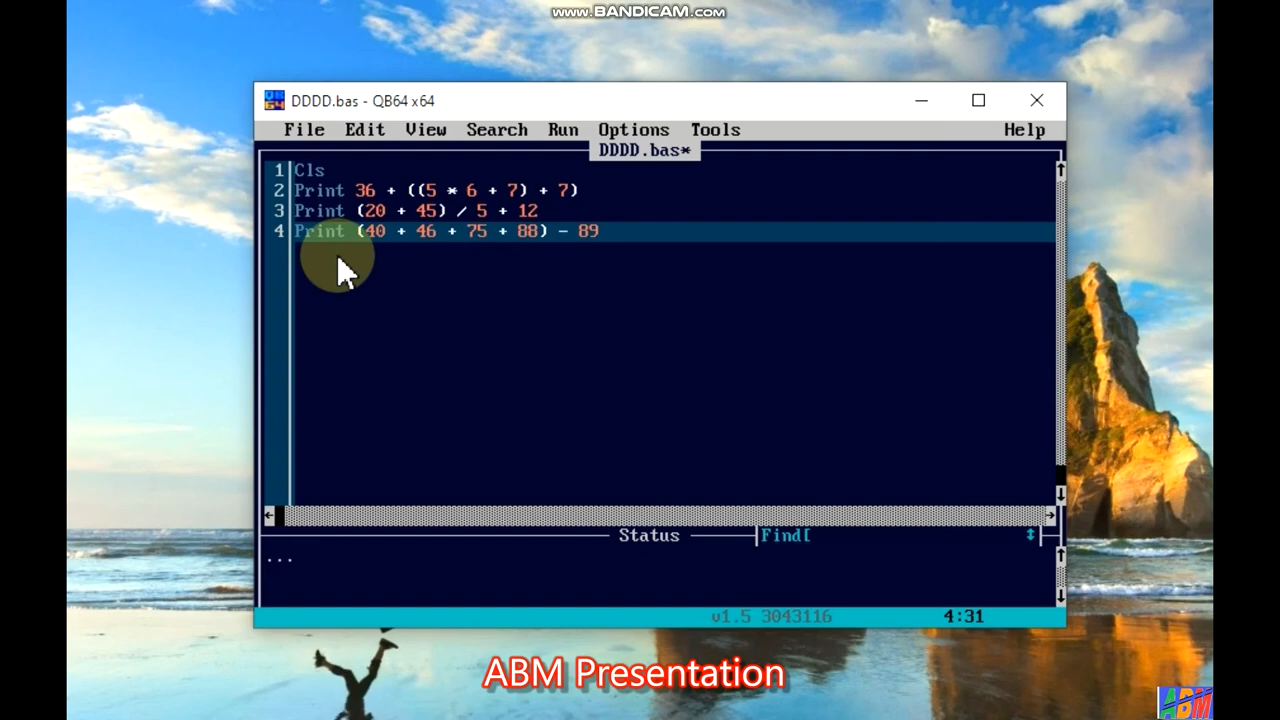 www.BANDICAM.com
DDDD.bas - QB64 x64
File Edit View Search Run Options Tools Help
DDDD.bas*
1 Cls
2 Print 36 + ((5 * 6 + 7) + 7)
3 Print (20 + 45) / 5 + 12
4 Print (40 + 46 + 75 + 88) - 89
Status Find[
...
v1.5 3043116 4:31
ABM Presentation
ABM